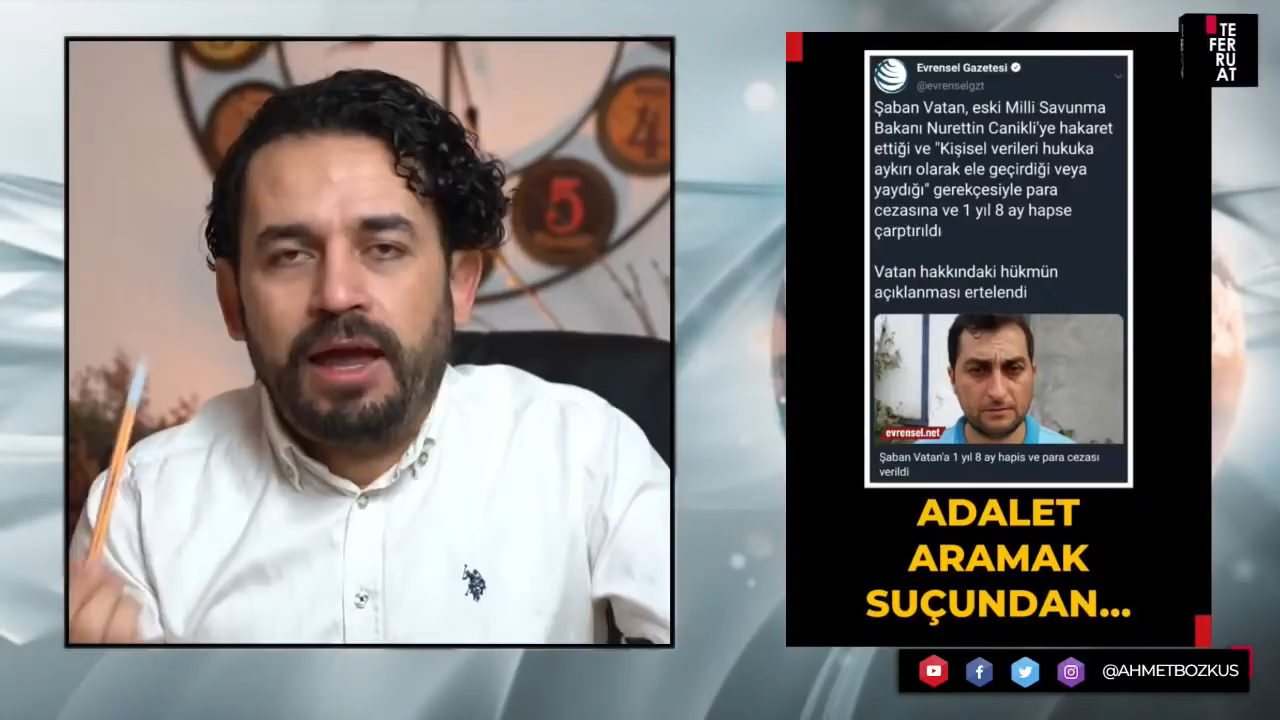 TE
FER
RU
AT
Evrensel Gazetesi
@evrenselgzt
Şaban Vatan, eski Milli Savunma
Bakanı Nurettin Canikli'ye hakaret
ettiği ve "Kişisel verileri hukuka
aykırı olarak ele geçirdiği veya
yaydığı" gerekçesiyle para
cezasına ve 1 yıl 8 ay hapse
çarptırıldı
Vatan hakkındaki hükmün
açıklanması ertelendi
evrensel.net
Şaban Vatan'a 1 yıl 8 ay hapis ve para cezası
verildi
ADALET
ARAMAK
SUÇUNDAN...
@AHMETBOZKUS
4
5